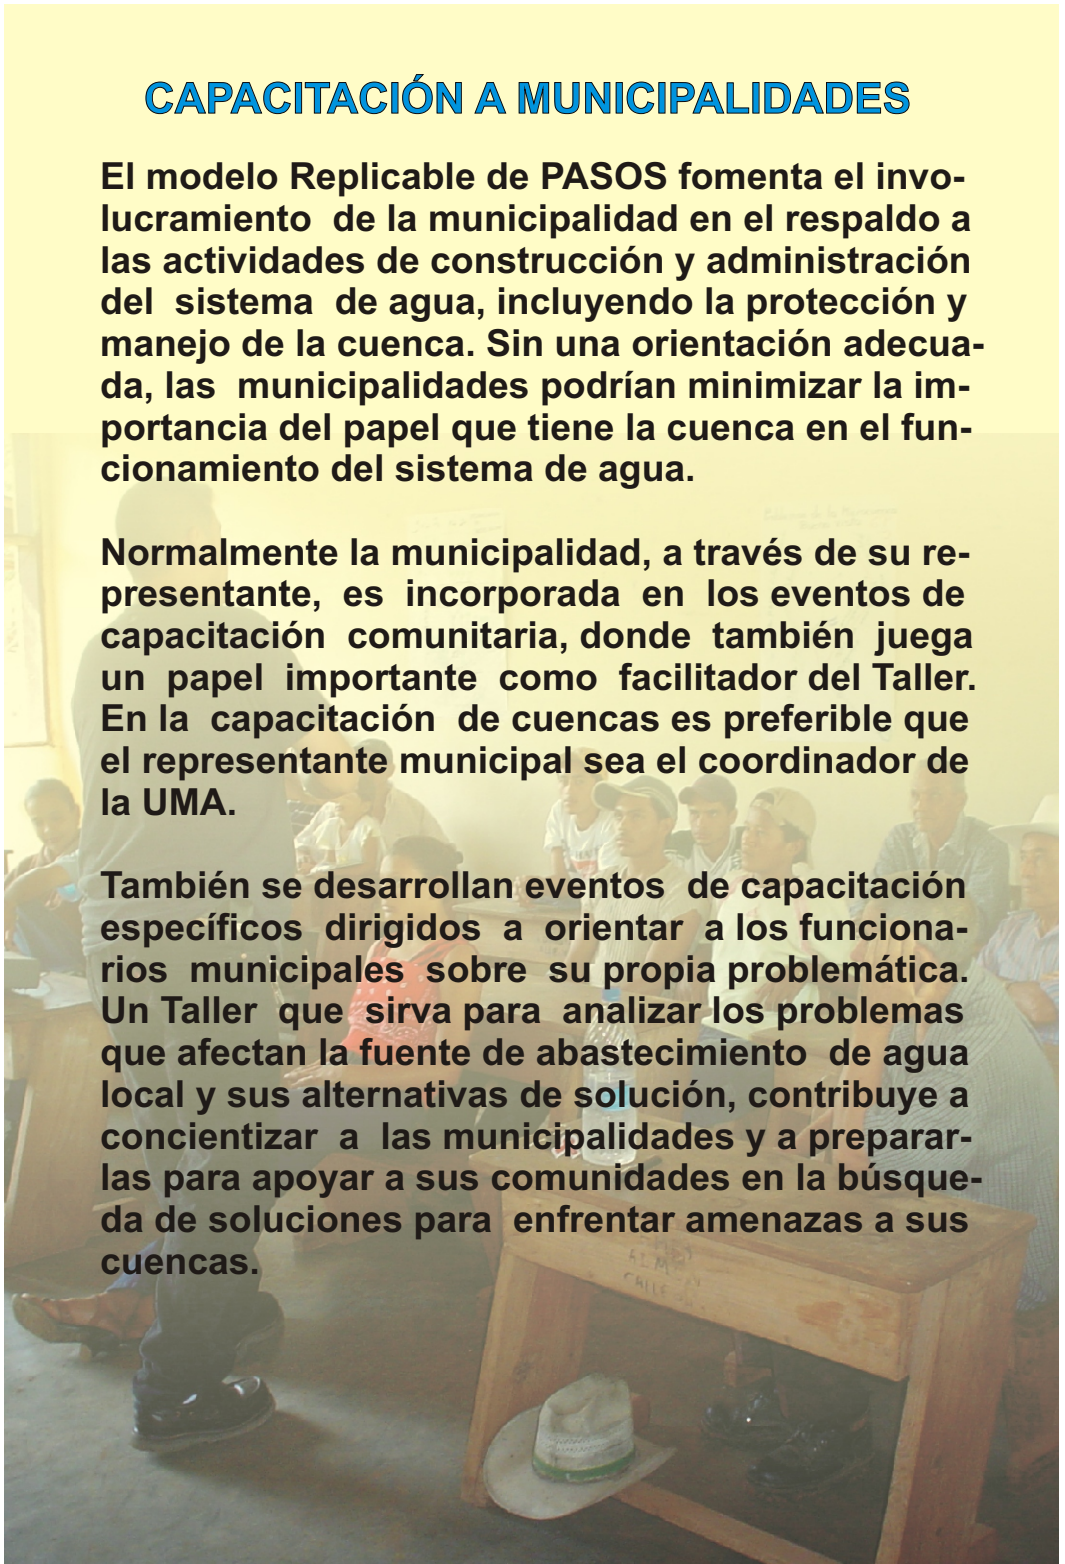 CAPACITACIÓN A MUNICIPALIDADES
El modelo Replicable de PASOS fomenta el invo-
lucramiento de la municipalidad en el respaldo a
las actividades de construcción y administración
del sistema de agua, incluyendo la protección y
manejo de la cuenca. Sin una orientación adecua-
da, las municipalidades podrían minimizar la im-
portancia del papel que tiene la cuenca en el fun-
cionamiento del sistema de agua.
Normalmente la municipalidad, a través de su re-
presentante, es incorporada en los eventos de
capacitación comunitaria, donde también juega
un papel importante como facilitador del Taller.
En la capacitación de cuencas es preferible que
el representante municipal sea el coordinador de
la UMA.
También se desarrollan eventos de capacitación
específicos dirigidos a orientar a los funciona-
rios municipales sobre su propia problemática.
Un Taller que sirva para analizar los problemas
que afectan la fuente de abastecimiento de agua
local y sus alternativas de solución, contribuye a
concientizar a las municipalidades y a preparar-
las para apoyar a sus comunidades en la búsque-
da de soluciones para enfrentar amenazas a sus
cuencas.